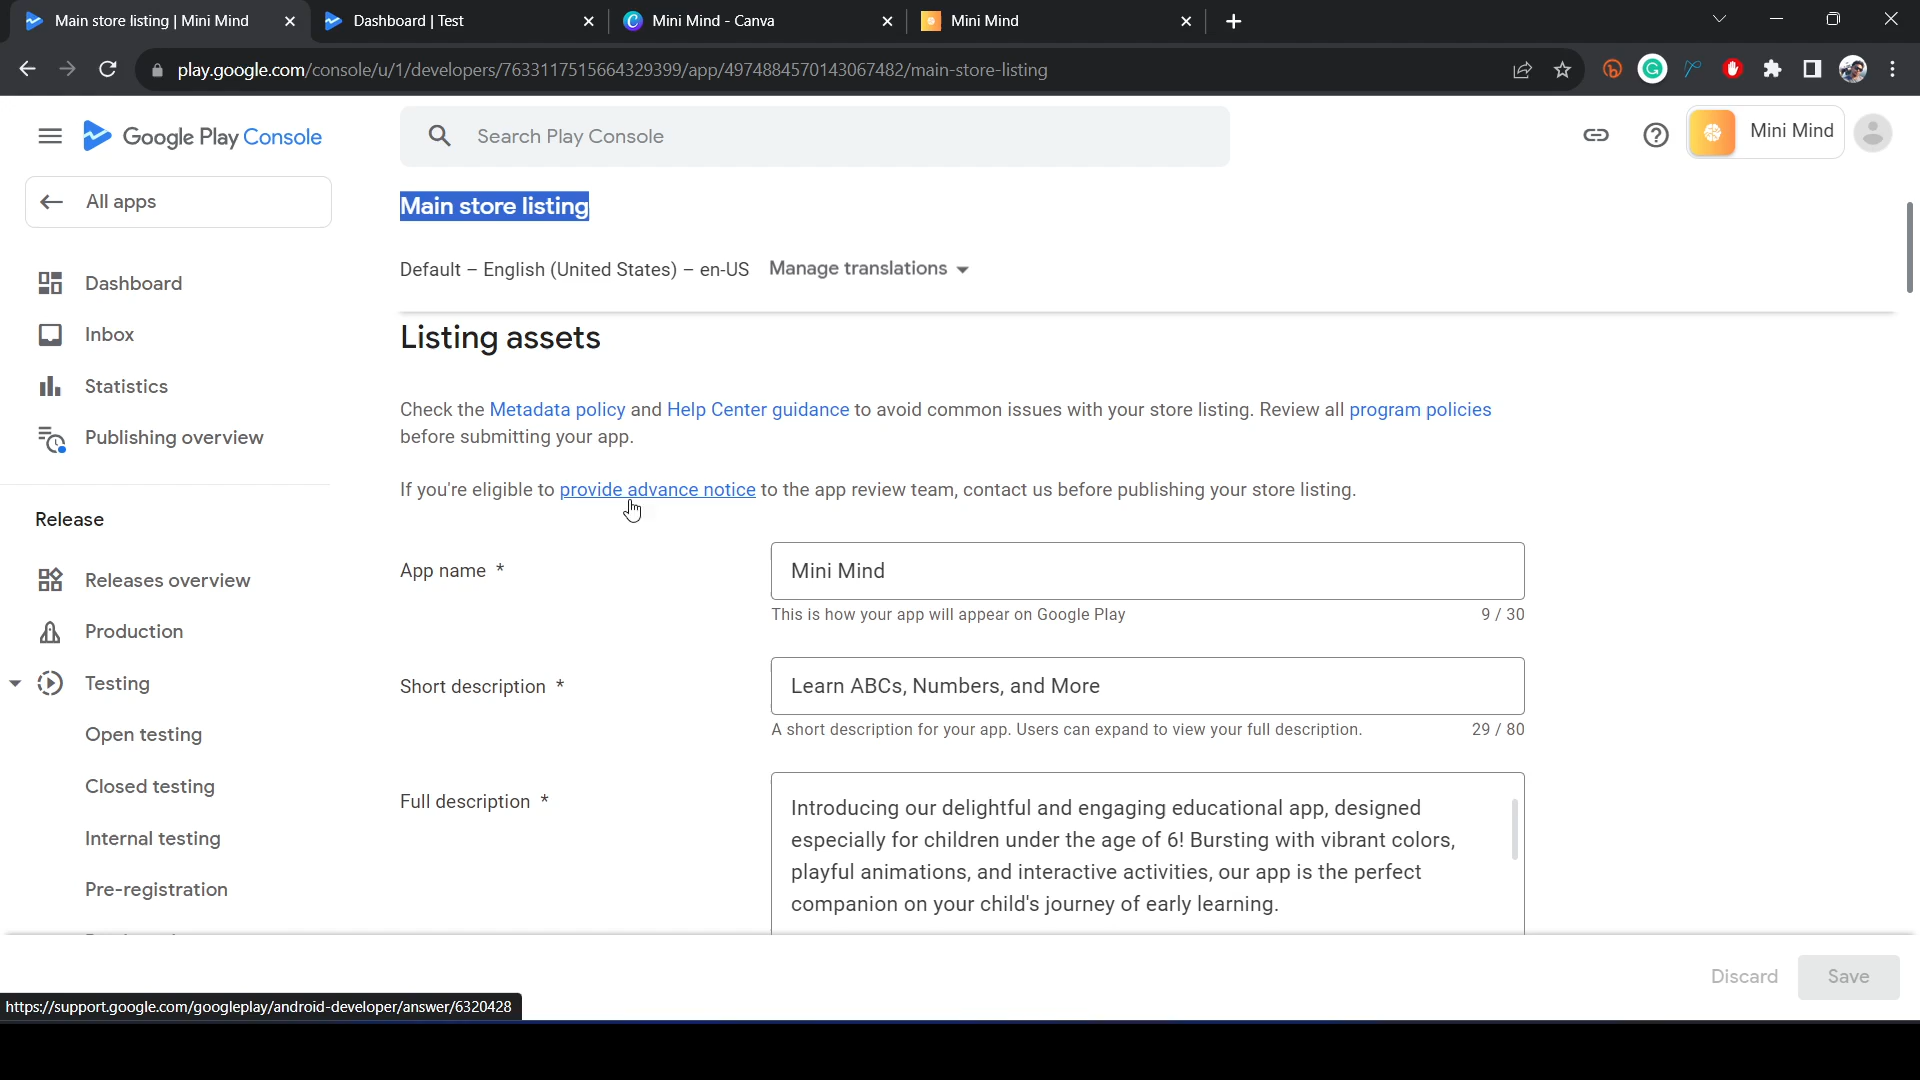 Main store listing | Mini Mind
Dashboard | Test
Mini Mind - Canva
Mini Mind
play.google.com/console/u/1/developers/7633117515664329399/app/4974884570143067482/main-store-listing
Google Play Console
Search Play Console
Mini Mind
All apps
Main store listing
Default – English (United States) – en-US Manage translations
Dashboard
Inbox
Statistics
Publishing overview
Release
Releases overview
Production
Testing
Open testing
Closed testing
Internal testing
Pre-registration
Listing assets
Check the Metadata policy and Help Center guidance to avoid common issues with your store listing. Review all program policies
before submitting your app.
If you're eligible to provide advance notice to the app review team, contact us before publishing your store listing.
App name *
Mini Mind
This is how your app will appear on Google Play 9 / 30
Short description *
Learn ABCs, Numbers, and More
A short description for your app. Users can expand to view your full description. 29 / 80
Full description *
Introducing our delightful and engaging educational app, designed
especially for children under the age of 6! Bursting with vibrant colors,
playful animations, and interactive activities, our app is the perfect
companion on your child's journey of early learning.
Discard Save
https://support.google.com/googleplay/android-developer/answer/6320428